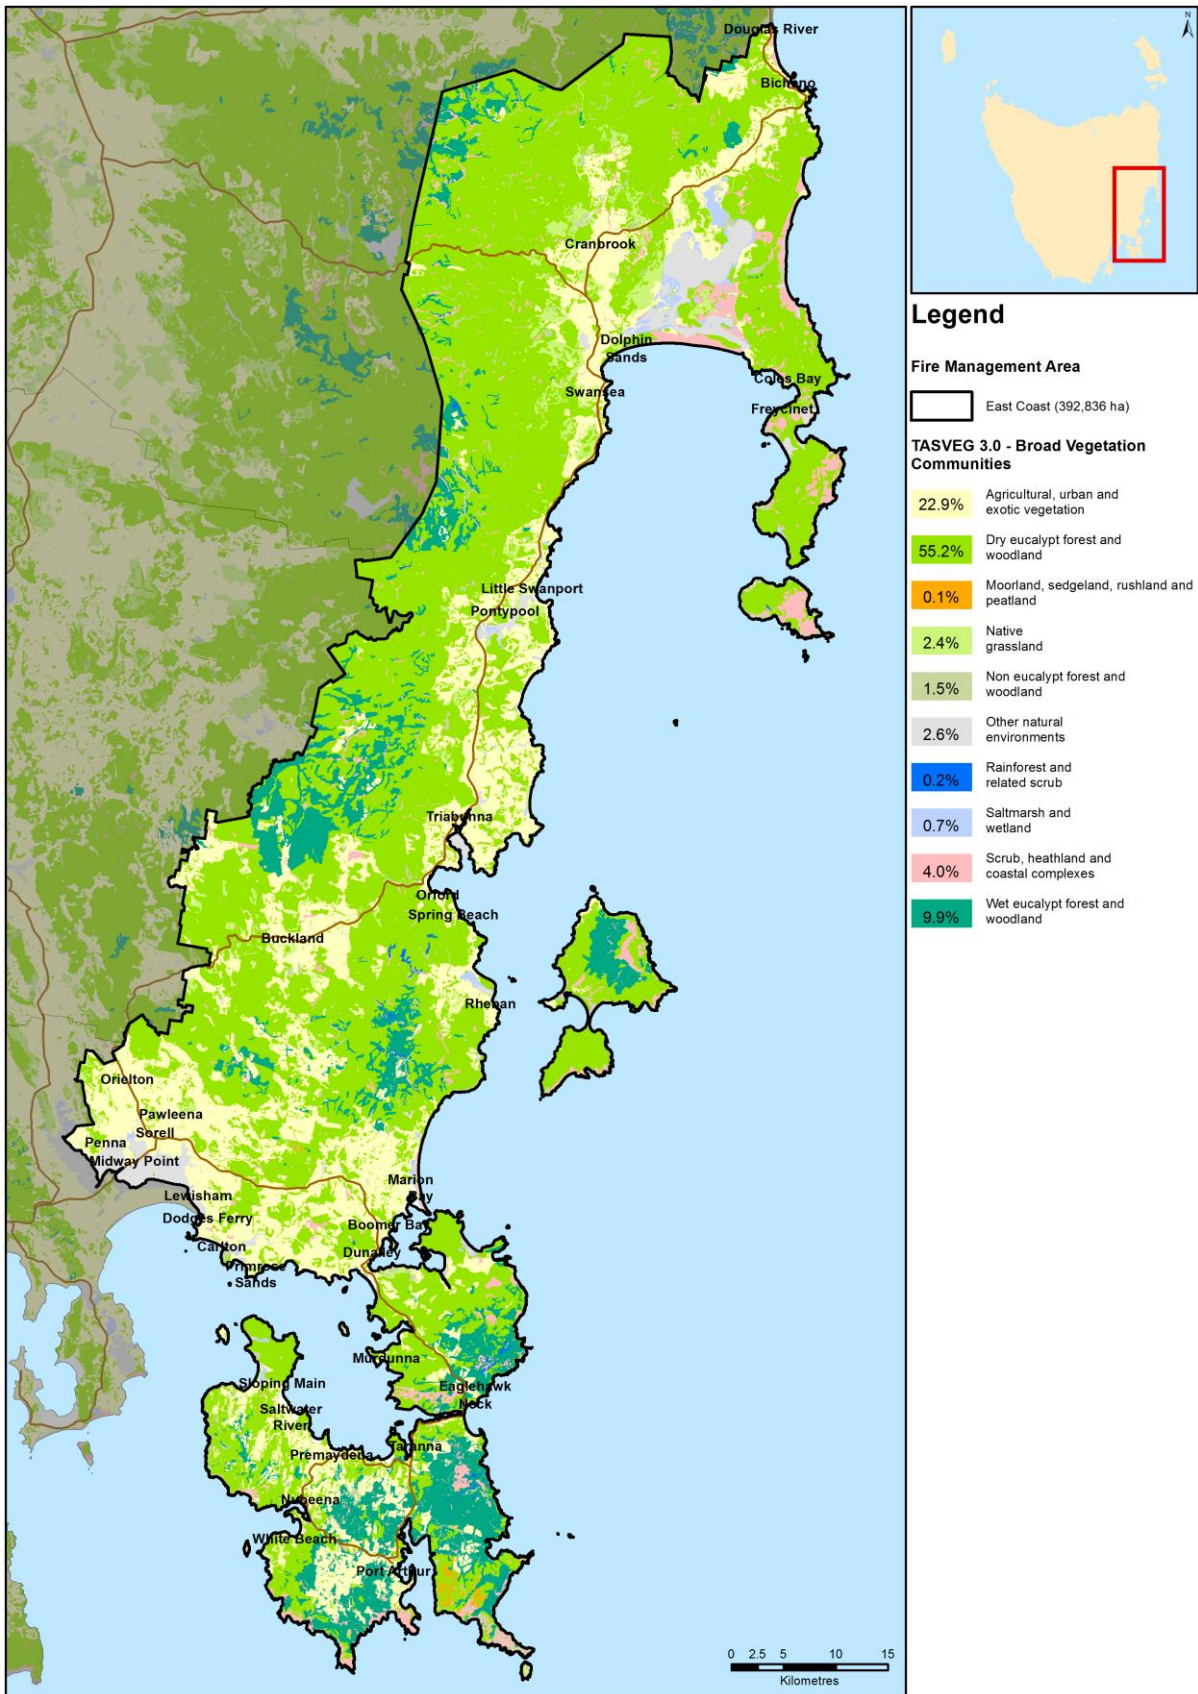 Douglas River
Bicheno
Cranbrook
Dolphin
Sands
Swansea
Coles Bay
Freycinet
Little Swanport
Pontypool
Triabunna
Orford
Spring Beach
Buckland
Rheban
Orielton
Pawleena
Sorell
Penna
Midway Point
Marion
Bay
Lewisham
Dodges Ferry
Boomer Bay
Carlton
Dunalley
Primrose
Sands
Murdunna
Sloping Main
Eaglehawk
Neck
Saltwater
River
Taranna
Premaydena
Nubeena
White Beach
Port Arthur
0 2.5 5 10 15
Kilometres
N
Legend
Fire Management Area
East Coast (392,836 ha)
TASVEG 3.0 - Broad Vegetation
Communities
22.9% Agricultural, urban and
exotic vegetation
55.2% Dry eucalypt forest and
woodland
0.1% Moorland, sedgeland, rushland and
peatland
2.4% Native
grassland
1.5% Non eucalypt forest and
woodland
2.6% Other natural
environments
0.2% Rainforest and
related scrub
0.7% Saltmarsh and
wetland
4.0% Scrub, heathland and
coastal complexes
9.9% Wet eucalypt forest and
woodland